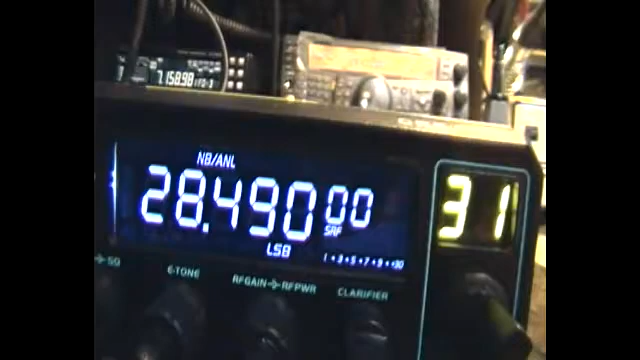 7.158.98
NB/ANL
28.490 00
31
SRF
LSB
1 • 3 • 5 • 7 • 9 • +30
SQ
E-TONE
RFGAIN
RFPWR
CLARIFIER